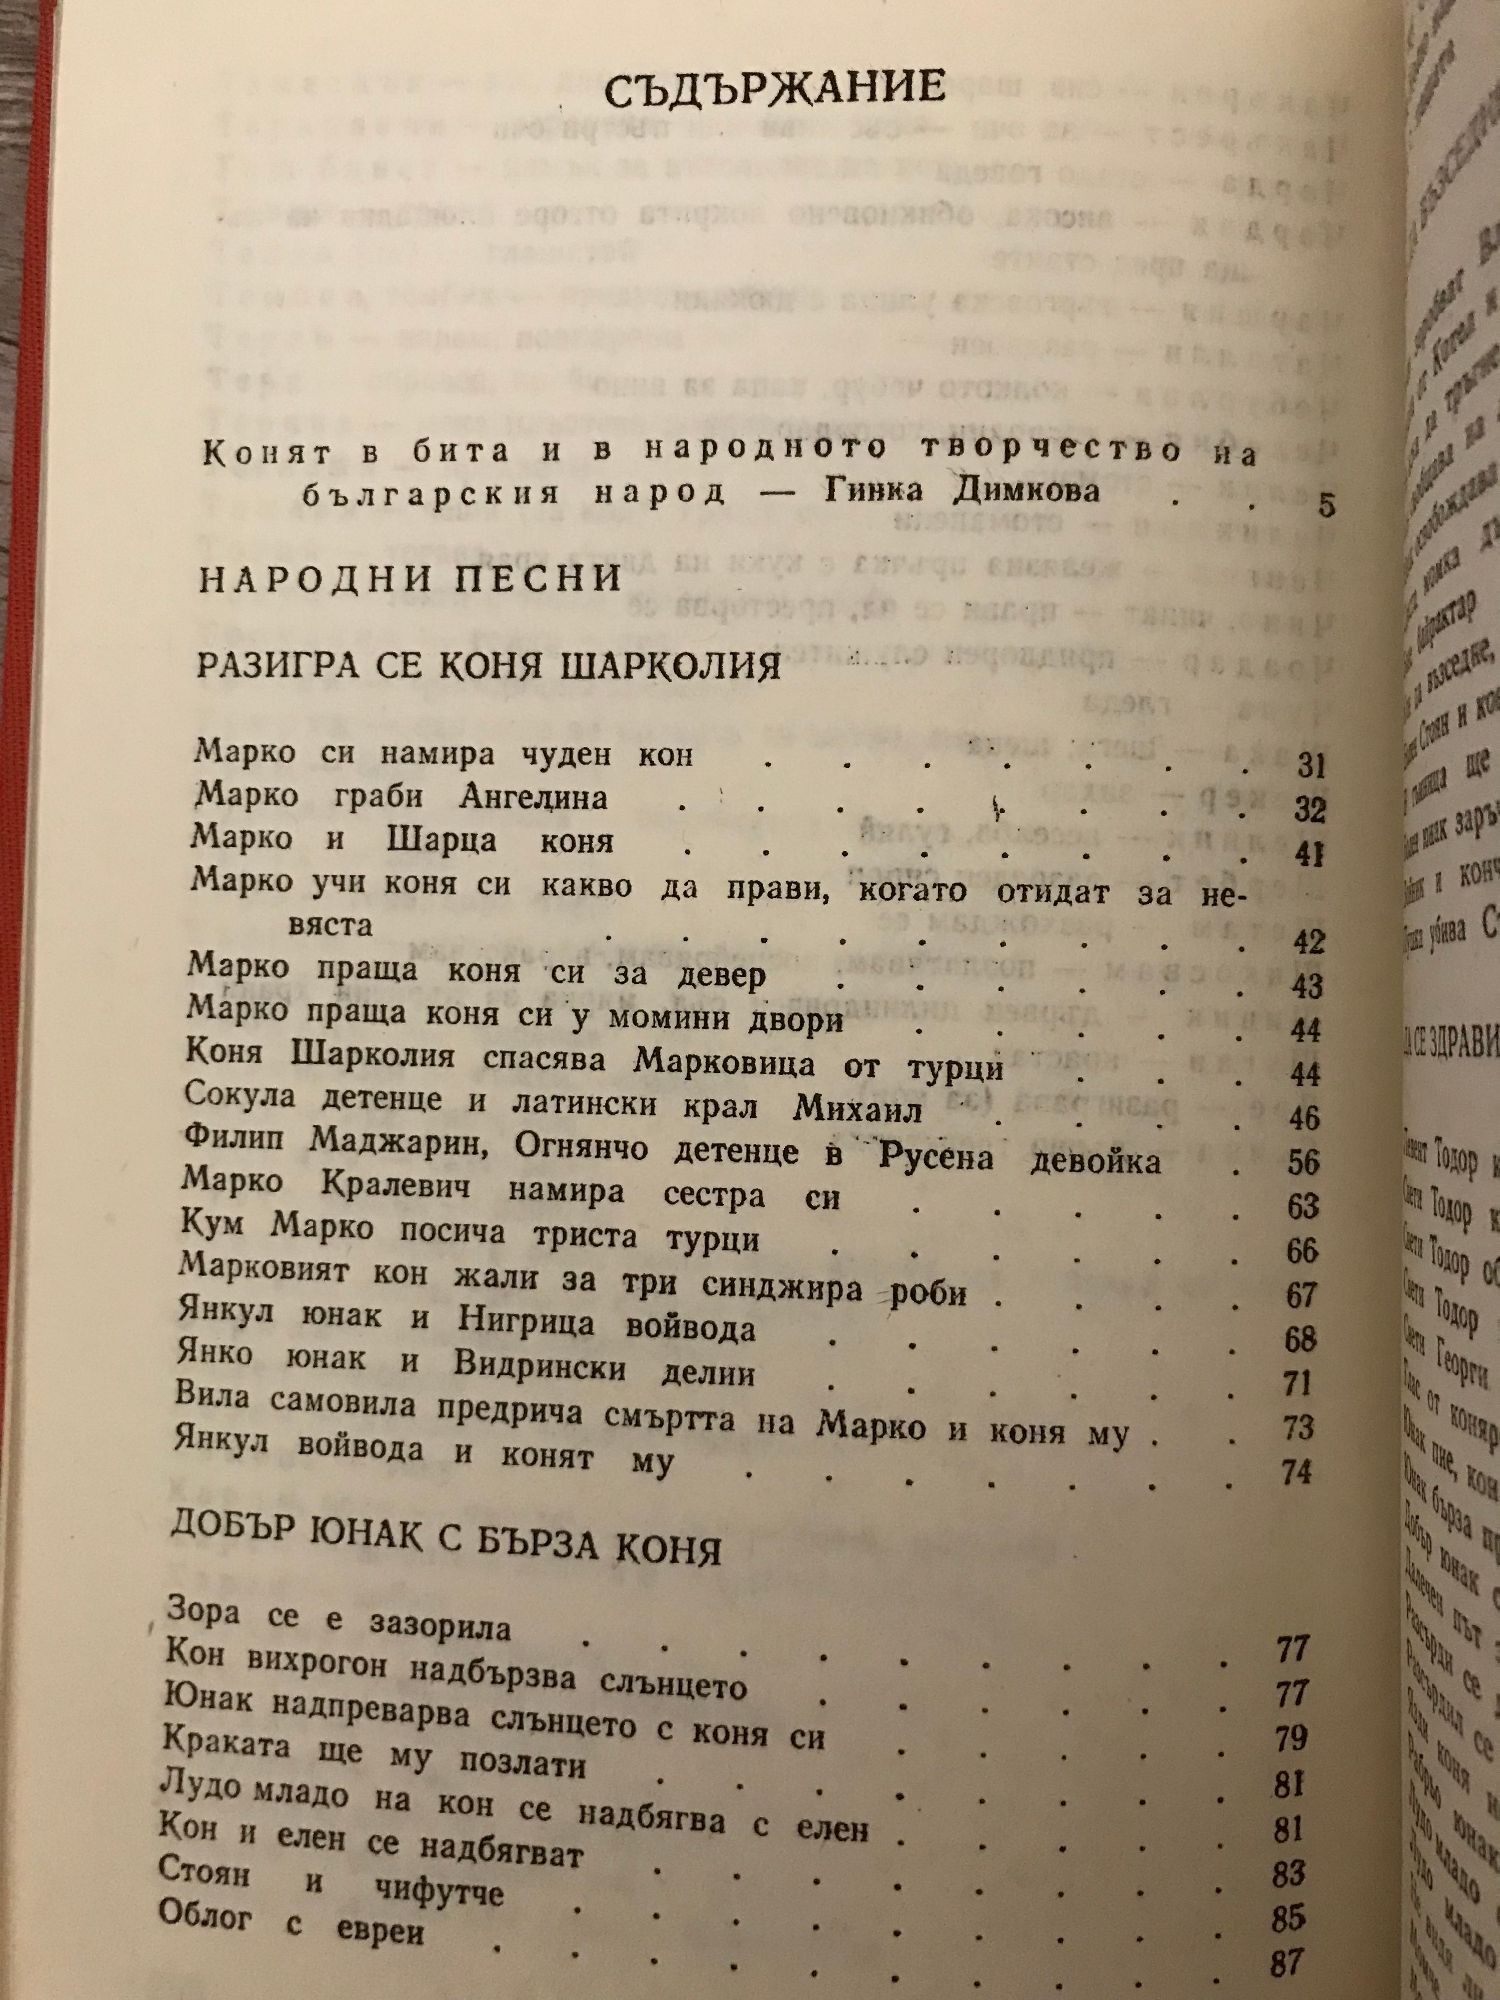 СЪДЪРЖАНИЕ
Конят в бита и в народното творчество на
българския народ — Гинка Димкова . . 5
НАРОДНИ ПЕСНИ
РАЗИГРА СЕ КОНЯ ШАРКОЛИЯ
Марко си намира чуден кон . . . . . . . 31
Марко граби Ангелина . . . . . . . . 32
Марко и Шарца коня . . . . . . . . 41
Марко учи коня си какво да прави, когато отидат за не-
вяста . . . . . . . . . 42
Марко праща коня си за девер . . . . . . 43
Марко праща коня си у момини двори . . . . . 44
Коня Шарколия спасява Марковица от турци . . . 44
Сокула детенце и латински крал Михаил . . . . 46
Филип Маджарин, Огнянчо детенце в Русена девойка . 56
Марко Кралевич намира сестра си . . . . . 63
Кум Марко посича триста турци . . . . . . 66
Марковият кон жали за три синджира роби . . . . 67
Янкул юнак и Нигрица войвода . . . . . . 68
Янко юнак и Видрински делии . . . . . . 71
Вила самовила предрича смъртта на Марко и коня му . . 73
Янкул войвода и конят му . . . . . . . 74
ДОБЪР ЮНАК С БЪРЗА КОНЯ
Зора се е зазорила . . . . . . . . . 77
Кон вихрогон надбързва слънцето . . . . . . 77
Юнак надпреварва слънцето с коня си . . . . . 79
Краката ще му позлати . . . . . . . . 81
Лудо младо на кон се надбягва с елен . . . . . 81
Кон и елен се надбягват . . . . . . . . 83
Стоян и чифутче . . . . . . . . . 85
Облог с евреи . . . . . . . . . . 87